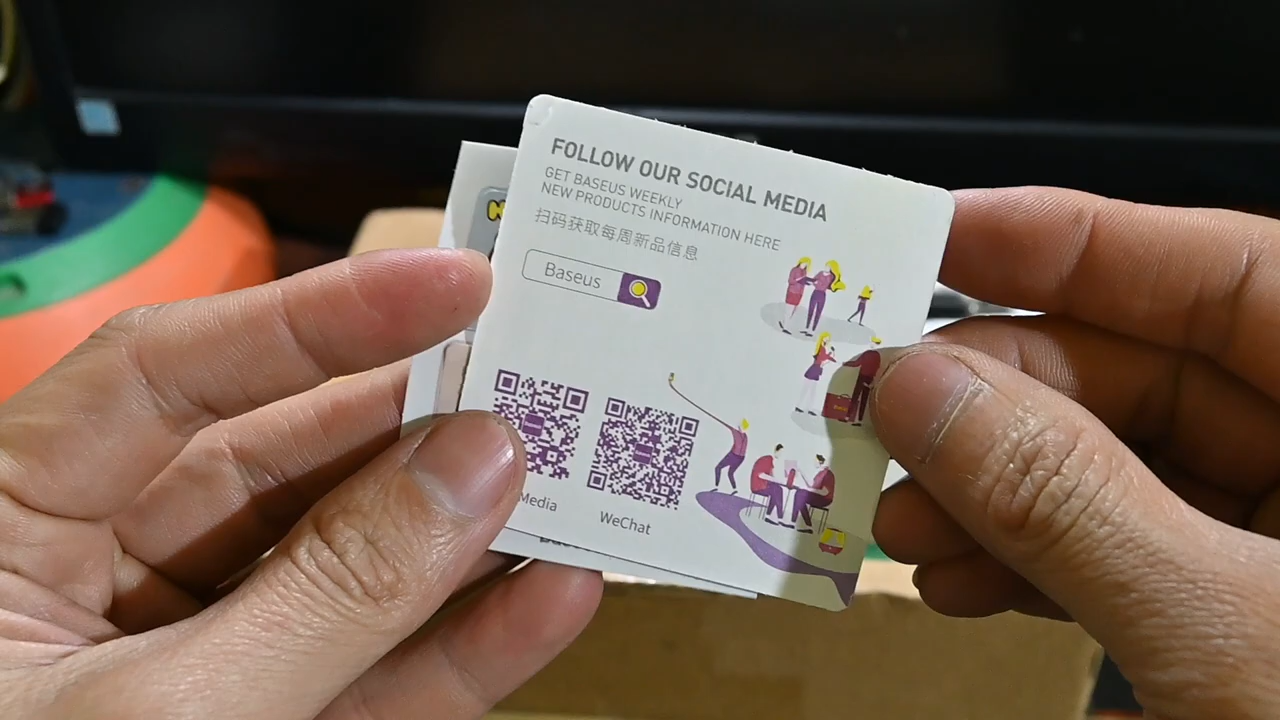 FOLLOW OUR SOCIAL MEDIA
GET BASEUS WEEKLY
NEW PRODUCTS INFORMATION HERE
扫码获取每周新品信息
Baseus
Media
WeChat